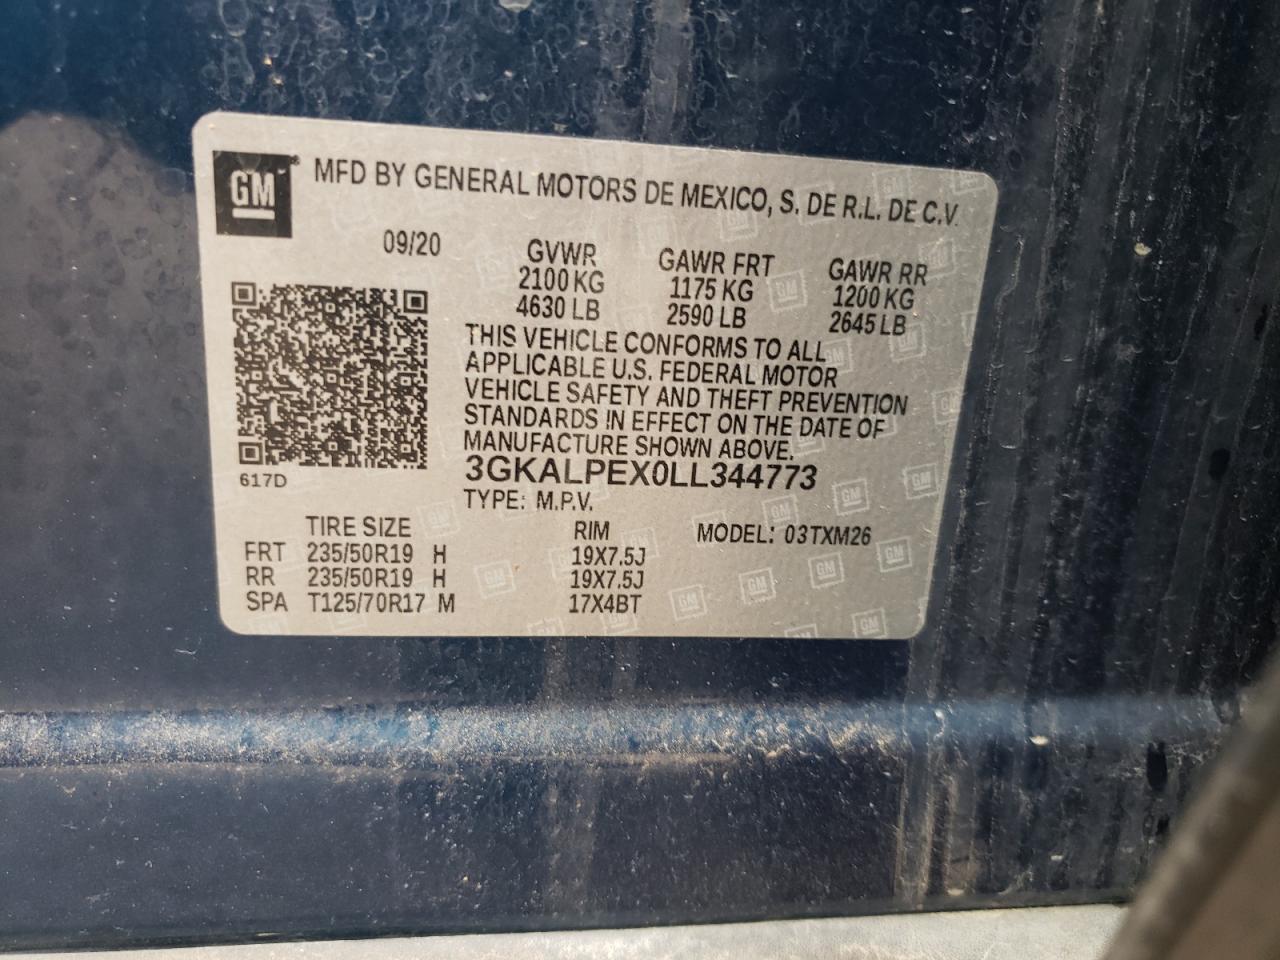 GM
MFD BY GENERAL MOTORS DE MEXICO, S. DE R.L. DE C.V.
09/20
GVWR GAWR FRT GAWR RR
2100 KG 1175 KG 1200 KG
4630 LB 2590 LB 2645 LB
THIS VEHICLE CONFORMS TO ALL
APPLICABLE U.S. FEDERAL MOTOR
VEHICLE SAFETY AND THEFT PREVENTION
STANDARDS IN EFFECT ON THE DATE OF
MANUFACTURE SHOWN ABOVE.
3GKALPEX0LL344773
617D
TYPE: M.P.V.
TIRE SIZE RIM MODEL: 03TXM26
FRT 235/50R19 H 19X7.5J
RR 235/50R19 H 19X7.5J
SPA T125/70R17 M 17X4BT